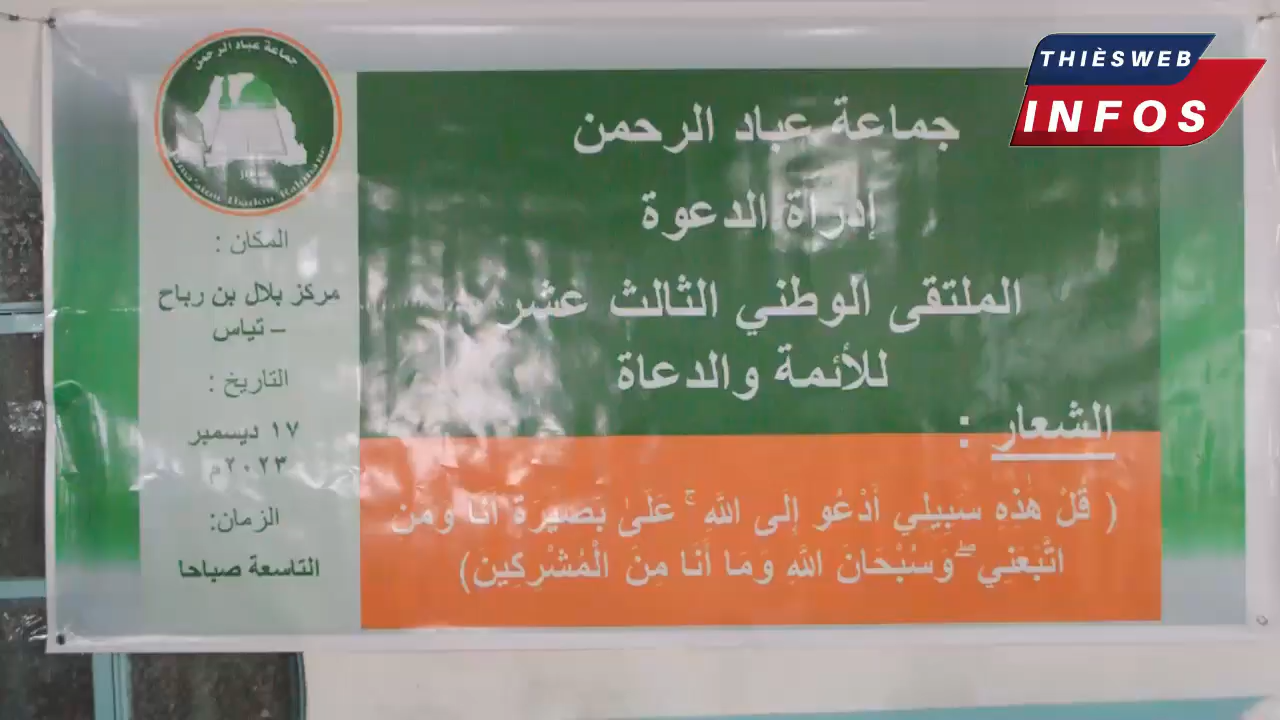 THIÈSWEB
INFOS
جماعة عباد الرحمن
جماعة عباد الرحمن
إدرأة الدعوة
الملتقى الوطني الثالث عشر
للأئمة والدعاة
الشعار :
( قُلْ هَٰذِهِ سَبِيلِي أَدْعُو إِلَى اللَّهِ ۚ عَلَىٰ بَصِيرَةٍ أَنَا وَمَنِ
اتَّبَعَنِي ۖ وَسُبْحَانَ اللَّهِ وَمَا أَنَا مِنَ الْمُشْرِكِينَ)
المكان :
مركز بلال بن رباح
– تياس
التاريخ :
١٧ ديسمبر
٢٠٢٣م
الزمان:
التاسعة صباحا